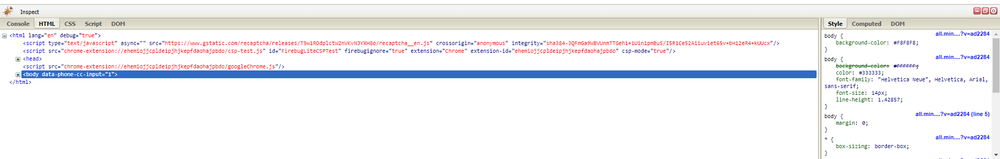 Inspect
Console HTML CSS Script DOM
<html lang="en" debug="true">
<script type="text/javascript" async="" src="https://www.gstatic.com/recaptcha/releases/T9w1ROdplctW2nVKvNJYXH8o/recaptcha__en.js" crossorigin="anonymous" integrity="sha384-3QFmGa9WBVUnmTTGehi+1Uin1pmBuS/I5R1Ce52Aiiuviet65v+bH12eR4+kUUcx"/>
<script src="chrome-extension://ehemiojjcpldeipjhjkepfdaohajpbdo/csp-test.js" id="FirebugLiteCSPTest" firebugignore="true" extension="Chrome" extension-id="ehemiojjcpldeipjhjkepfdaohajpbdo" csp-mode="true"/>
<head>
<script src="chrome-extension://ehemiojjcpldeipjhjkepfdaohajpbdo/googleChrome.js"/>
<body data-phone-cc-input="1">
</html>
Style Computed DOM
all.min....?v=ad2284
body {
background-color: #F8F8F8;
}
all.min....?v=ad2284
body {
background-color: #FFFFFF;
color: #333333;
font-family: "Helvetica Neue", Helvetica, Arial,
sans-serif;
font-size: 14px;
line-height: 1.42857;
}
all.min....?v=ad2284 (line 5)
body {
margin: 0;
}
all.min....?v=ad2284
* {
box-sizing: border-box;
}